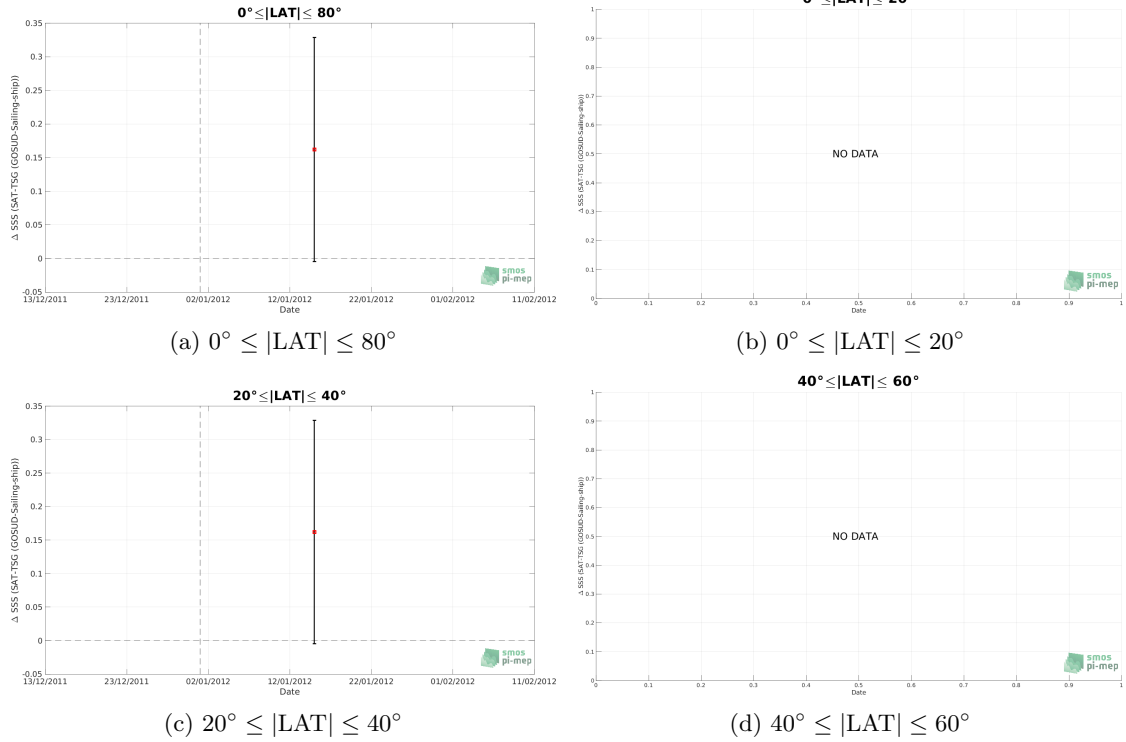 0°≤|LAT|≤ 80°
Δ SSS (SAT-TSG (GOSUD-Sailing-ship))
0.35
0.3
0.25
0.2
0.15
0.1
0.05
0
-0.05
13/12/2011 23/12/2011 02/01/2012 12/01/2012 22/01/2012 01/02/2012 11/02/2012
Date
smos
pi-mep
(a) 0° ≤ |LAT| ≤ 80°
0°≤|LAT|≤ 20°
Δ SSS (SAT-TSG (GOSUD-Sailing-ship))
1
0.9
0.8
0.7
0.6
0.5
0.4
0.3
0.2
0.1
0
NO DATA
0 0.1 0.2 0.3 0.4 0.5 0.6 0.7 0.8 0.9 1
Date
smos
pi-mep
(b) 0° ≤ |LAT| ≤ 20°
20°≤|LAT|≤ 40°
Δ SSS (SAT-TSG (GOSUD-Sailing-ship))
0.35
0.3
0.25
0.2
0.15
0.1
0.05
0
-0.05
13/12/2011 23/12/2011 02/01/2012 12/01/2012 22/01/2012 01/02/2012 11/02/2012
Date
smos
pi-mep
(c) 20° ≤ |LAT| ≤ 40°
40°≤|LAT|≤ 60°
Δ SSS (SAT-TSG (GOSUD-Sailing-ship))
1
0.9
0.8
0.7
0.6
0.5
0.4
0.3
0.2
0.1
0
NO DATA
0 0.1 0.2 0.3 0.4 0.5 0.6 0.7 0.8 0.9 1
Date
smos
pi-mep
(d) 40° ≤ |LAT| ≤ 60°